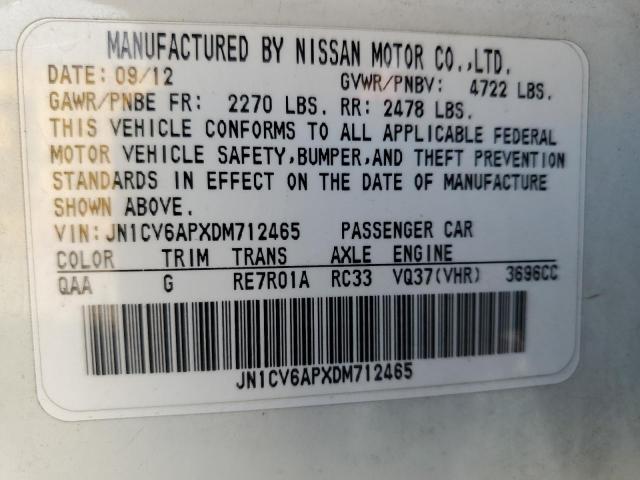 MANUFACTURED BY NISSAN MOTOR CO.,LTD.
DATE: 09/12 GVWR/PNBV: 4722 LBS.
GAWR/PNBE FR: 2270 LBS. RR: 2478 LBS.
THIS VEHICLE CONFORMS TO ALL APPLICABLE FEDERAL
MOTOR VEHICLE SAFETY,BUMPER,AND THEFT PREVENTION
STANDARDS IN EFFECT ON THE DATE OF MANUFACTURE
SHOWN ABOVE.
VIN:JN1CV6APXDM712465 PASSENGER CAR
COLOR TRIM TRANS AXLE ENGINE
QAA G RE7R01A RC33 VQ37(VHR) 3696CC
JN1CV6APXDM712465